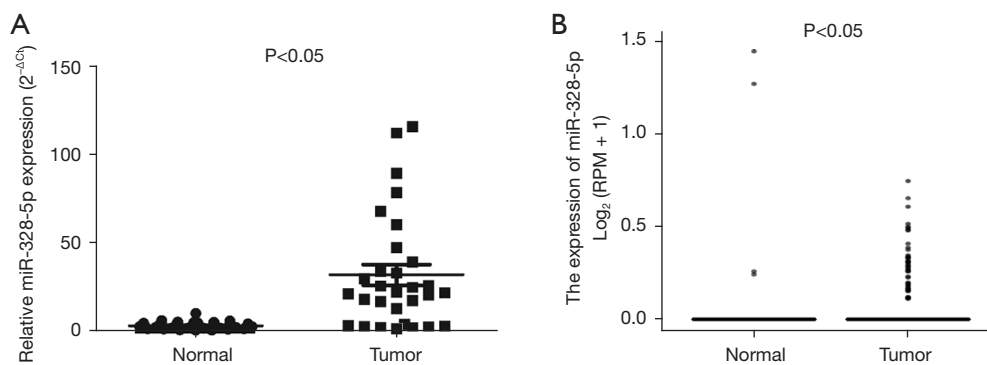 A
P<0.05
Relative miR-328-5p expression (2⁻ΔCt)
150
100
50
0
Normal
Tumor
B
P<0.05
The expression of miR-328-5p
Log₂ (RPM + 1)
1.5
1.0
0.5
0.0
Normal
Tumor